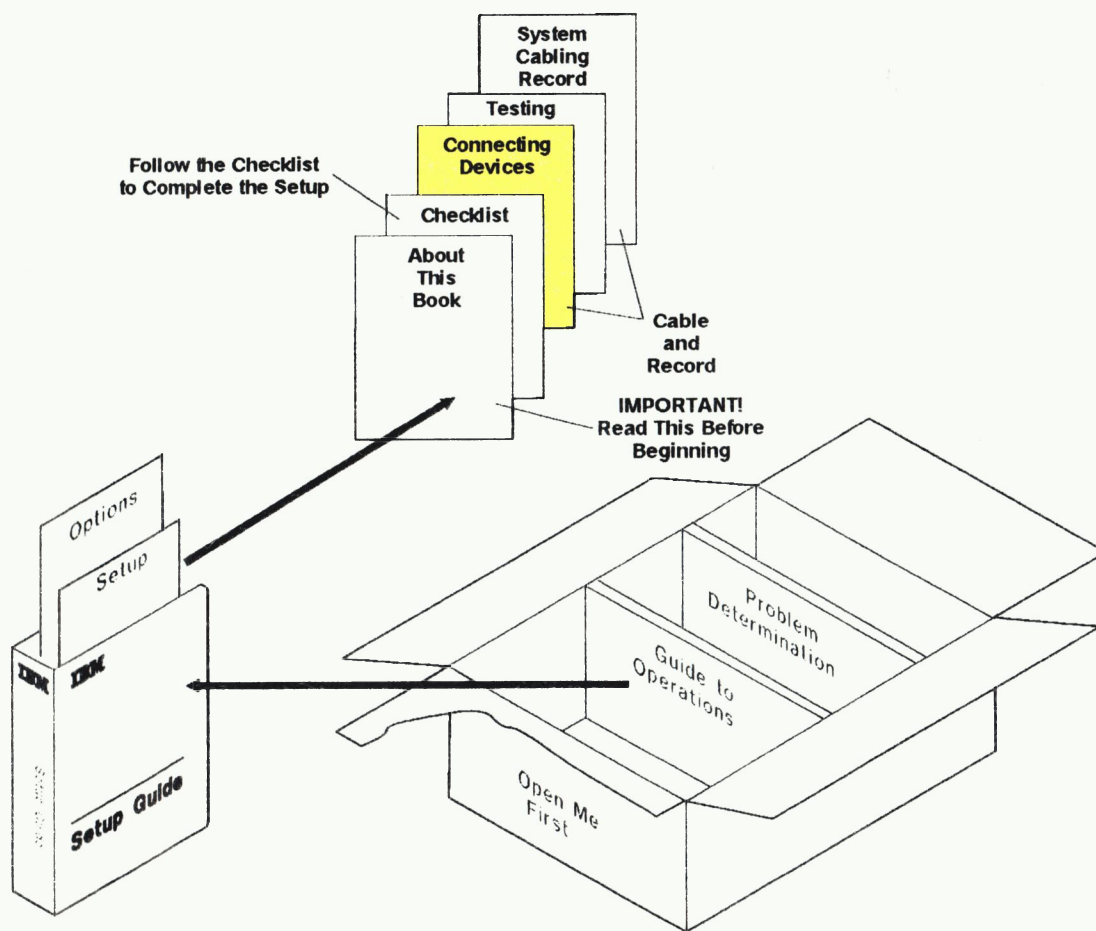 System
Cabling
Record
Testing
Connecting
Devices
Follow the Checklist
to Complete the Setup
Checklist
About
This
Book
Cable
and
Record
IMPORTANT!
Read This Before
Beginning
Options
Setup
IBM
IBM
Setup Guide
Setup Guide
Problem
Determination
Guide to
Operations
Open Me
First